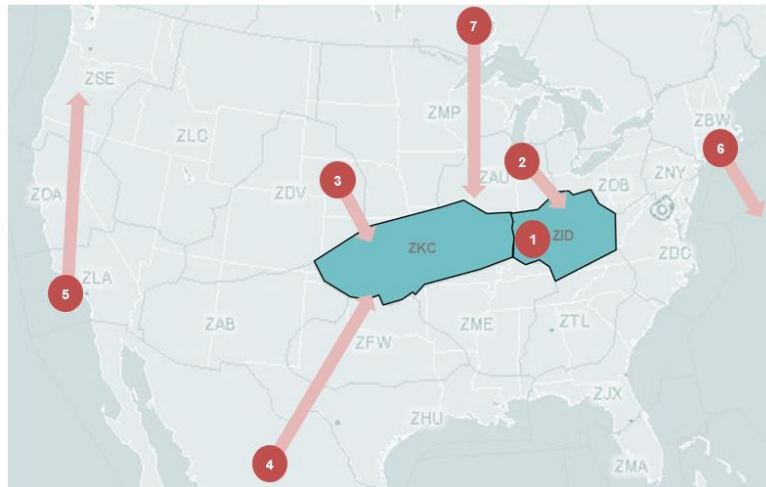 7
ZSE
ZMP
ZBW
ZLC
2
6
3
ZAU
ZOB
ZNY
ZOA
ZDV
1
ZID
ZKC
ZDC
5
ZLA
ZAB
ZME
ZTL
ZFW
ZJX
ZHU
4
ZMA